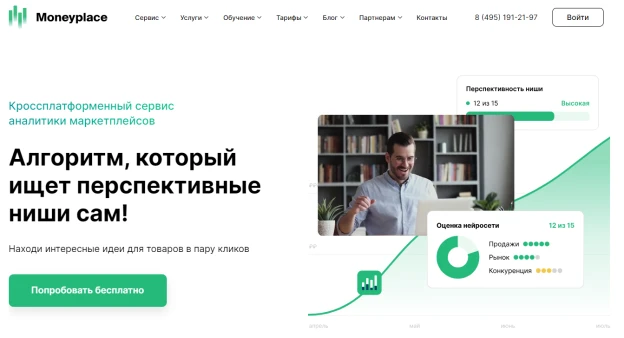 Moneyplace
Сервис Услуги Обучение Тарифы Блог Партнерам Контакты 8 (495) 191-21-97 Войти
Кроссплатформенный сервис
аналитики маркетплейсов
Алгоритм, который
ищет перспективные
ниши сам!
Находи интересные идеи для товаров в пару кликов
Попробовать бесплатно
Перспективность ниши
12 из 15 Высокая
Оценка нейросети 12 из 15
Продажи
Рынок
Конкуренция
апрель май июнь июль